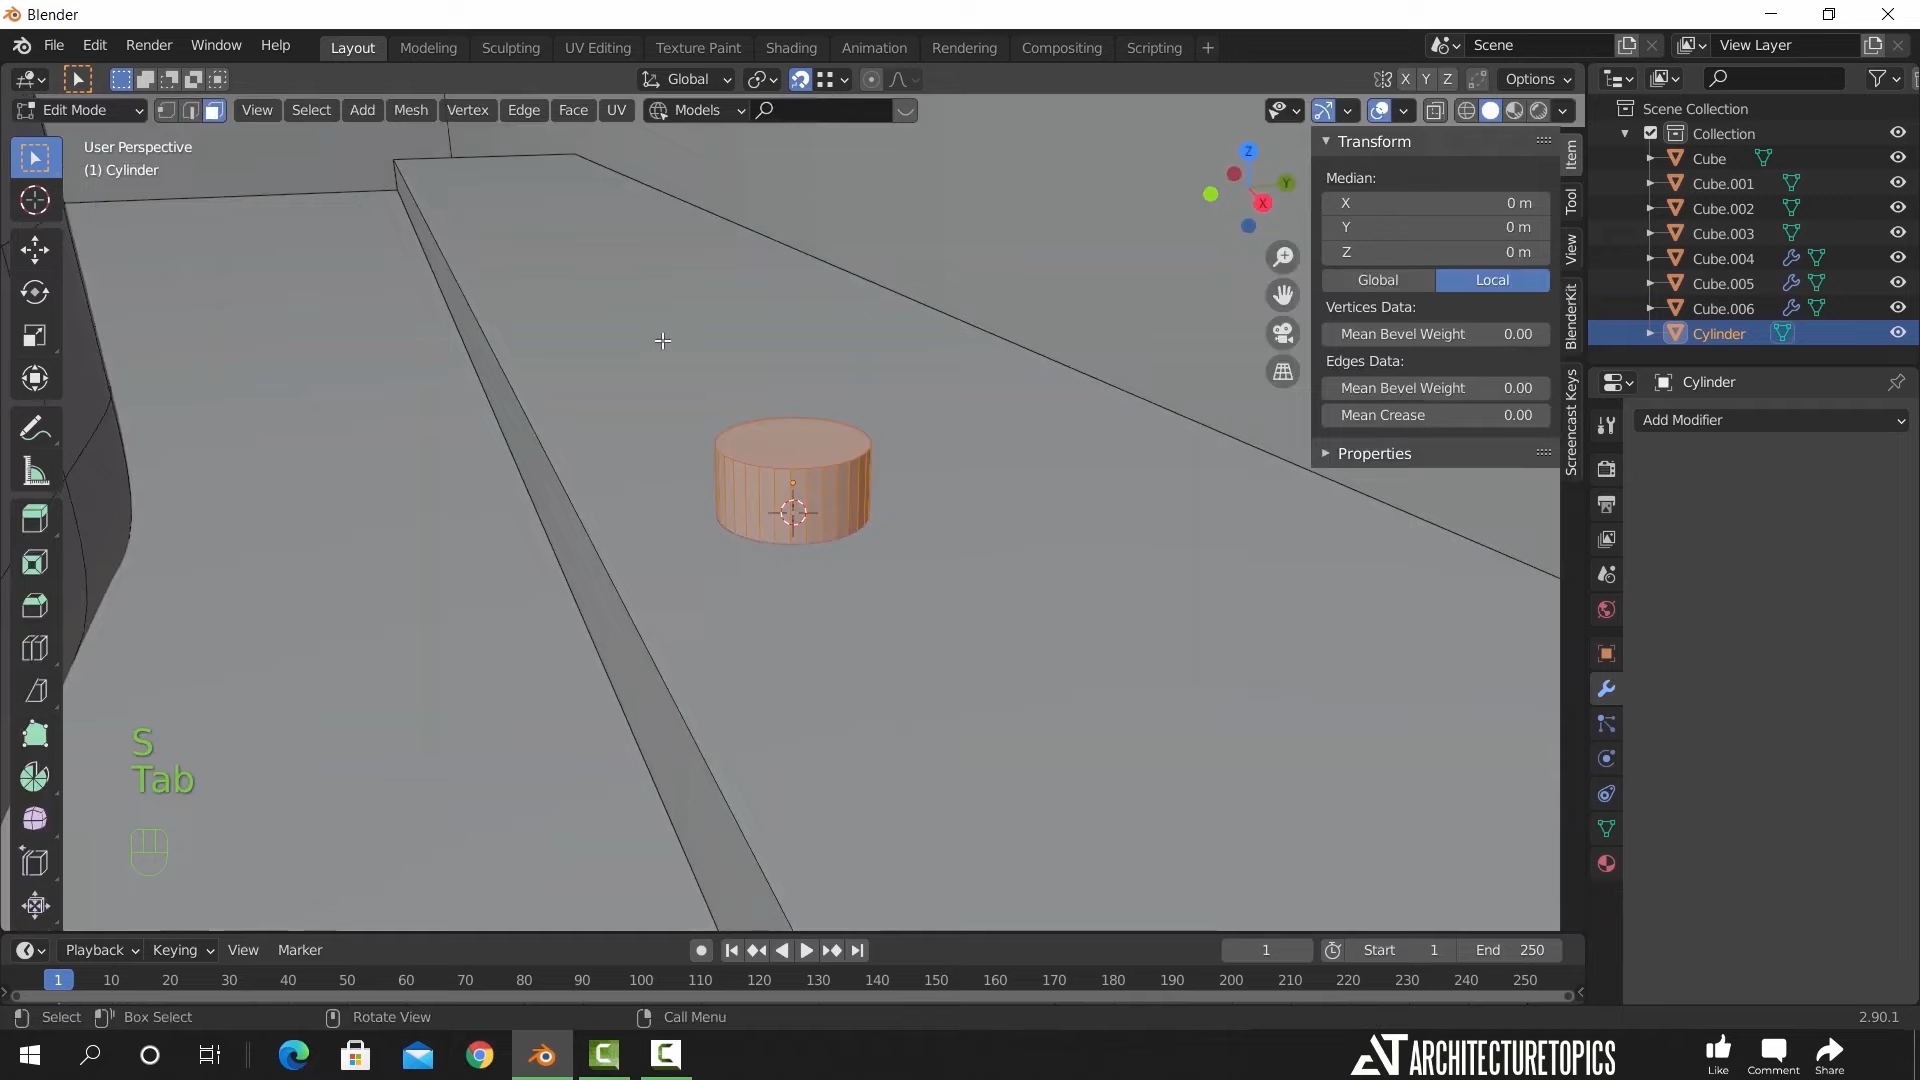 Blender
File Edit Render Window Help Layout Modeling Sculpting UV Editing Texture Paint Shading Animation Rendering Compositing Scripting + Scene View Layer
Global X Y Z Options
Edit Mode View Select Add Mesh Vertex Edge Face UV Models
User Perspective
(1) Cylinder
Z
Y
X
Transform
Median:
X 0 m
Y 0 m
Z 0 m
Global Local
Vertices Data:
Mean Bevel Weight 0.00
Edges Data:
Mean Bevel Weight 0.00
Mean Crease 0.00
Properties
Item
Tool
View
BlenderKit
Screencast Keys
Scene Collection
Collection
Cube
Cube.001
Cube.002
Cube.003
Cube.004
Cube.005
Cube.006
Cylinder
Cylinder
Add Modifier
S
Tab
Playback Keying View Marker 1 Start 1 End 250
1 10 20 30 40 50 60 70 80 90 100 110 120 130 140 150 160 170 180 190 200 210 220 230 240 250
Select Box Select Rotate View Call Menu 2.90.1
ARCHITECTURETOPICS
Like Comment Share